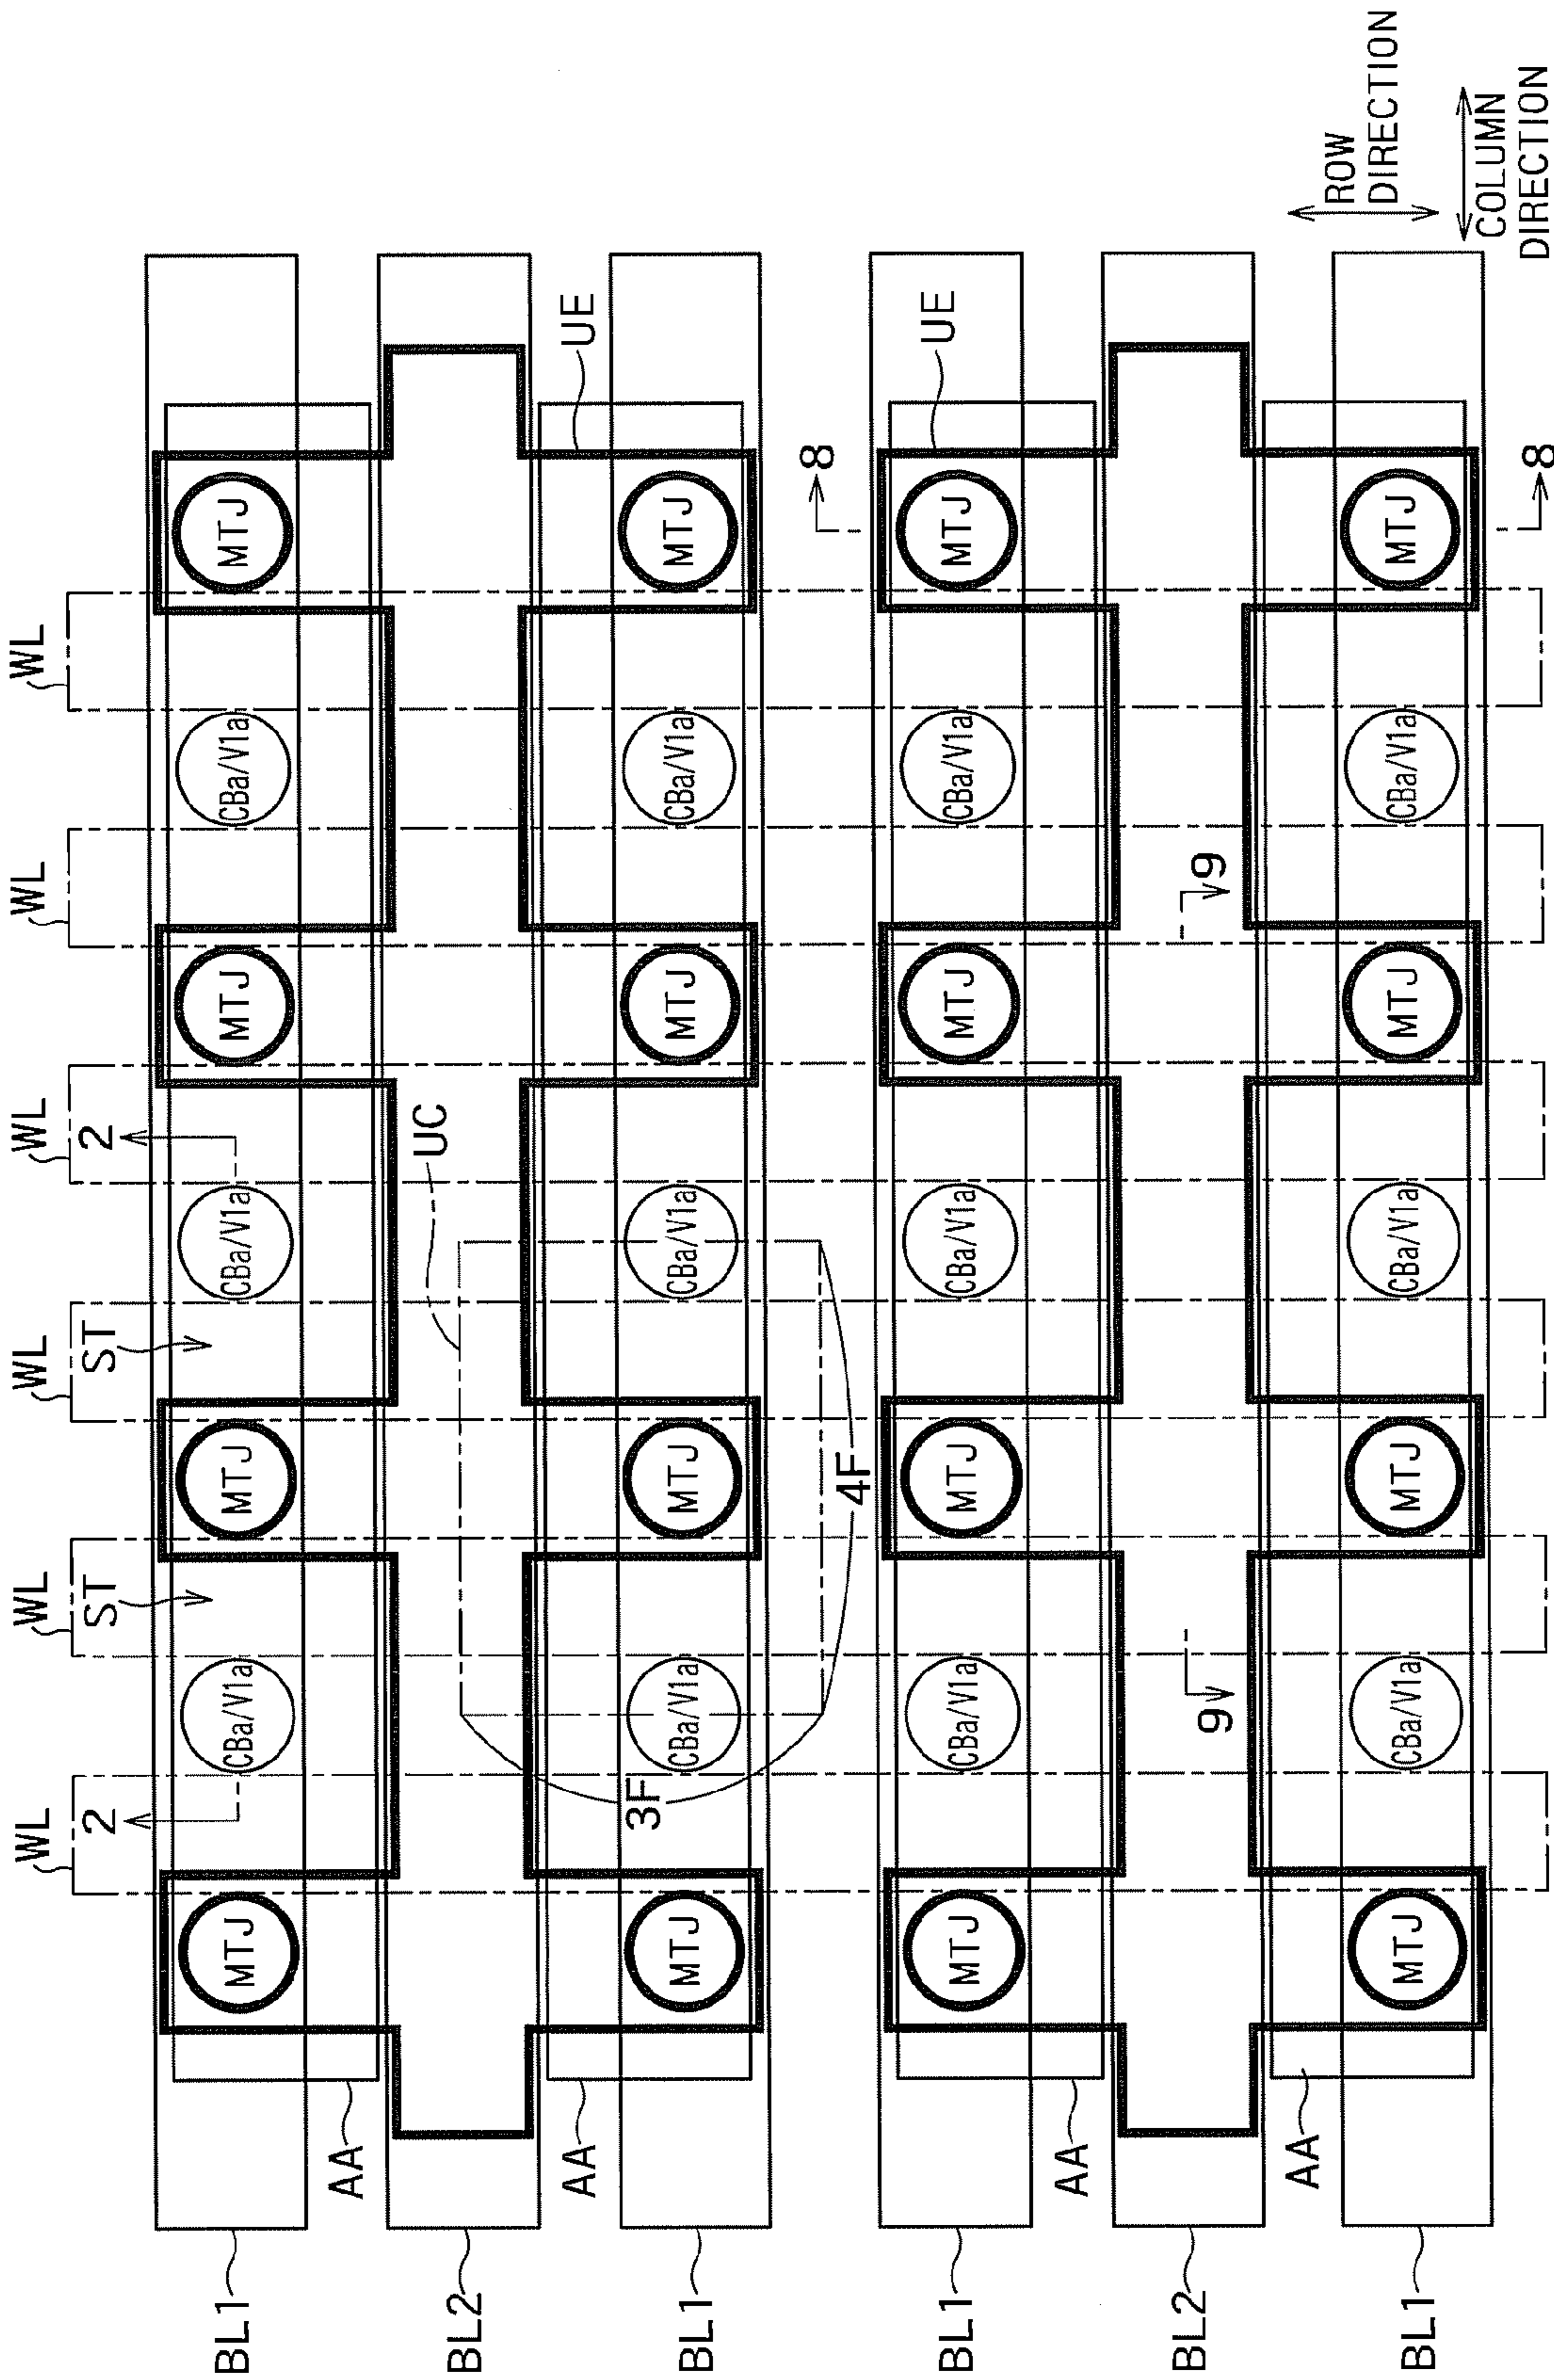 WL
WL
WL
WL
WL
WL
2
2
ST
ST
UC
UE
UE
MTJ
CBa/V1a
MTJ
CBa/V1a
MTJ
CBa/V1a
MTJ
MTJ
CBa/V1a
MTJ
CBa/V1a
MTJ
CBa/V1a
MTJ
3F
4F
8
8
9
9
MTJ
CBa/V1a
MTJ
CBa/V1a
MTJ
CBa/V1a
MTJ
MTJ
CBa/V1a
MTJ
CBa/V1a
MTJ
CBa/V1a
MTJ
AA
AA
AA
AA
BL1
BL2
BL1
BL1
BL2
BL1
ROW
DIRECTION
COLUMN
DIRECTION